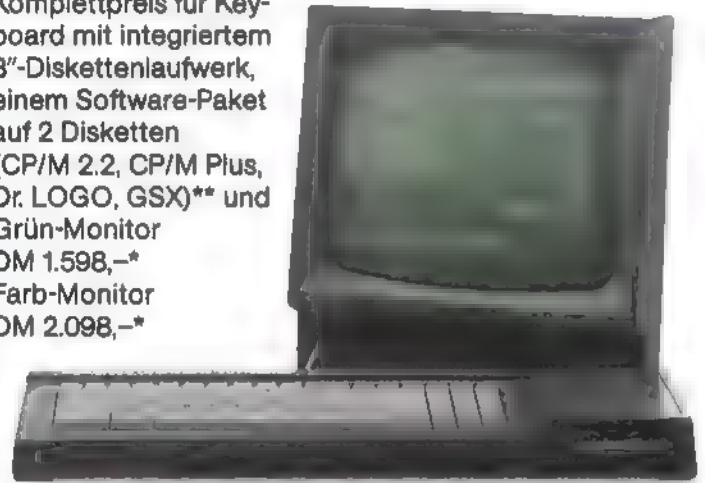 Komplettpreis für Key-
board mit integriertem
3"-Diskettenlaufwerk,
einem Software-Paket
auf 2 Disketten
(CP/M 2.2, CP/M Plus,
Dr. LOGO, GSX)** und
Grün-Monitor
DM 1.598,–*
Farb-Monitor
DM 2.098,–*